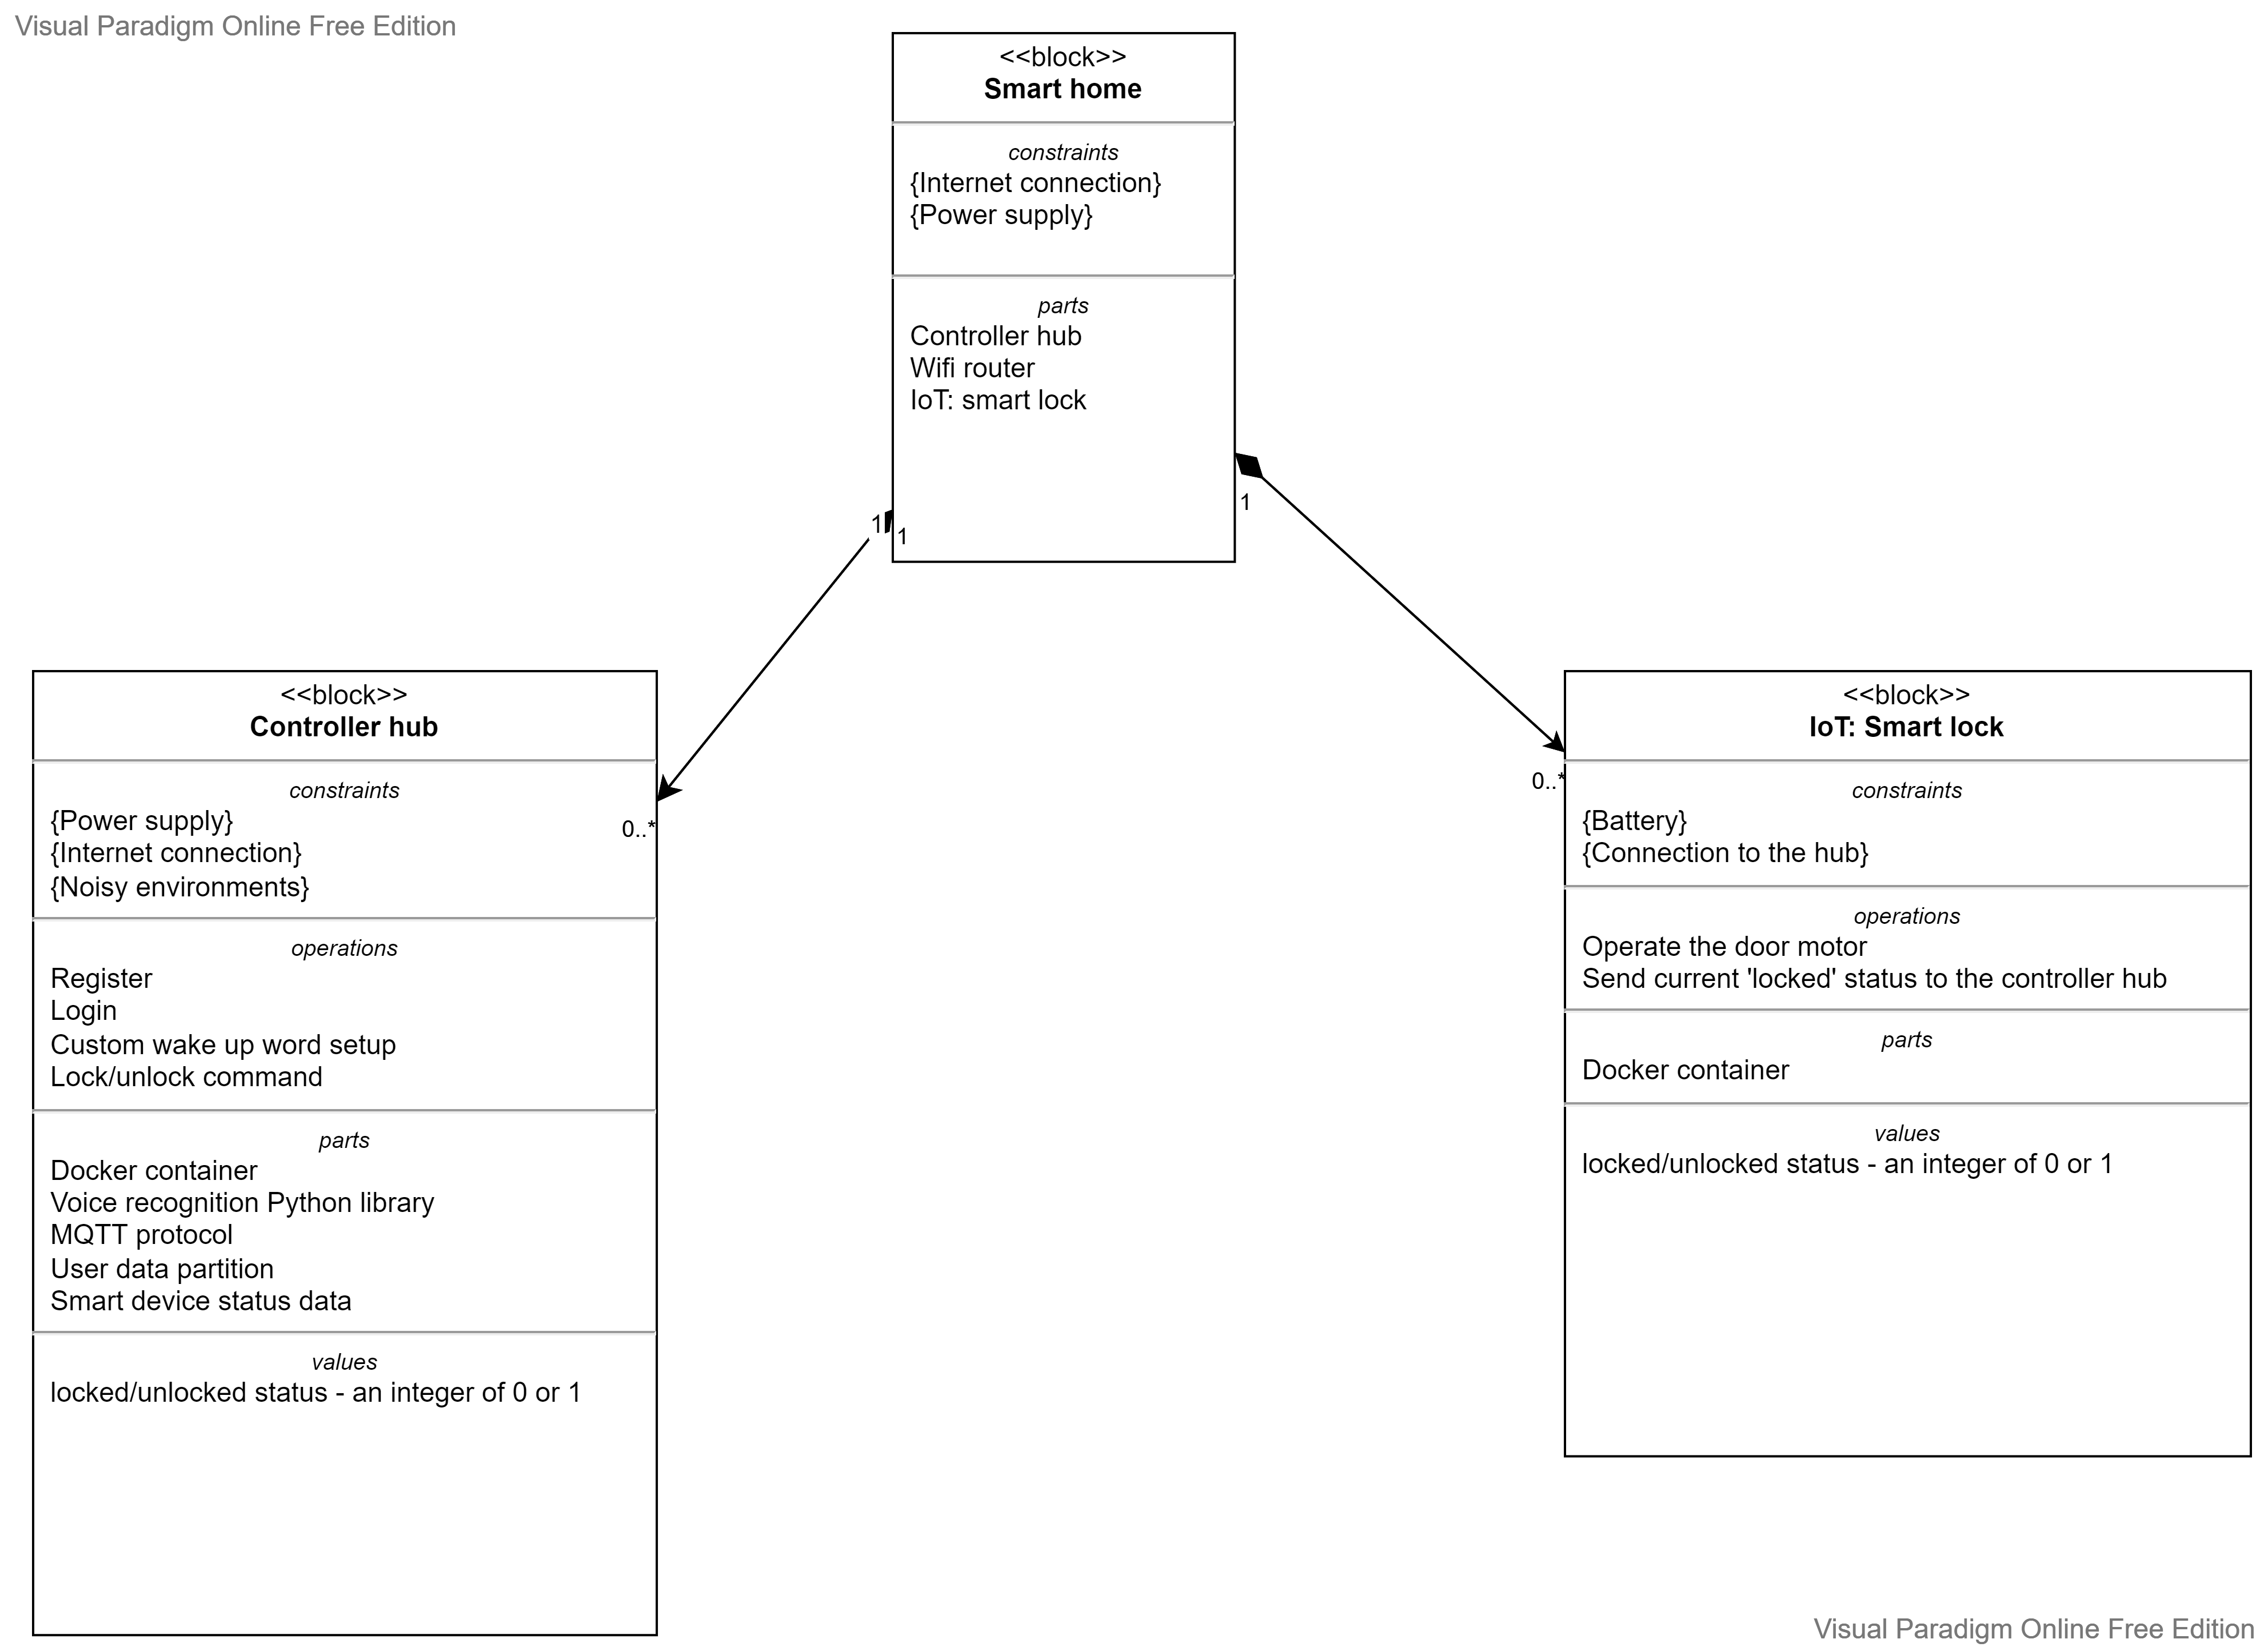 Visual Paradigm Online Free Edition
<<block>>
Smart home
constraints
{Internet connection}
{Power supply}
parts
Controller hub
Wifi router
IoT: smart lock
1
1
1
<<block>>
Controller hub
constraints
{Power supply}
{Internet connection}
{Noisy environments}
0..*
operations
Register
Login
Custom wake up word setup
Lock/unlock command
parts
Docker container
Voice recognition Python library
MQTT protocol
User data partition
Smart device status data
values
locked/unlocked status - an integer of 0 or 1
<<block>>
IoT: Smart lock
0..*
constraints
{Battery}
{Connection to the hub}
operations
Operate the door motor
Send current 'locked' status to the controller hub
parts
Docker container
values
locked/unlocked status - an integer of 0 or 1
Visual Paradigm Online Free Edition